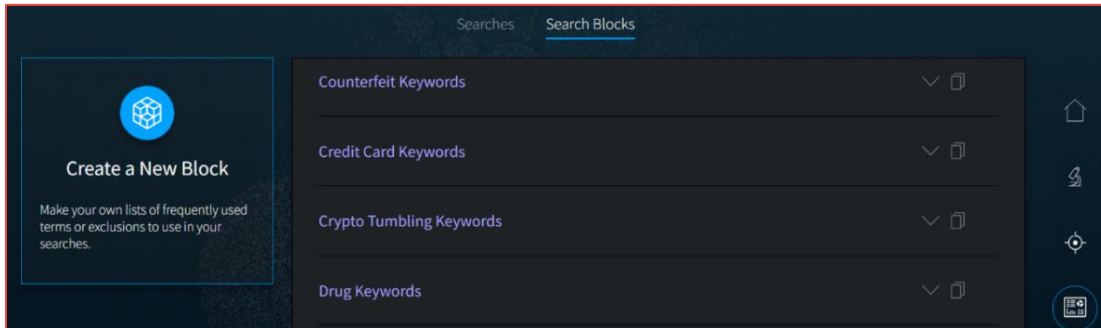 Searches
Search Blocks
Create a New Block
Make your own lists of frequently used
terms or exclusions to use in your
searches.
Counterfeit Keywords
Credit Card Keywords
Crypto Tumbling Keywords
Drug Keywords